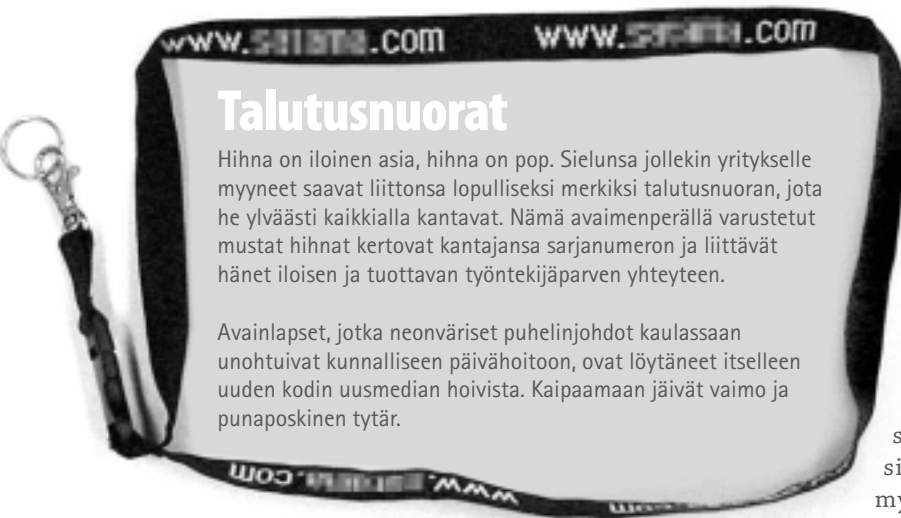 www. .com www. .com
Talutusnuorat
Hihna on iloinen asia, hihna on pop. Sielunsa jollekin yritykselle
myyneet saavat liittonsa lopulliseksi merkiksi talutusnuoran, jota
he ylväästi kaikkialla kantavat. Nämä avaimenperällä varustetut
mustat hihnat kertovat kantajansa sarjanumeron ja liittävät
hänet iloisen ja tuottavan työntekijäparven yhteyteen.
Avainlapset, jotka neonväriset puhelinjohdot kaulassaan
unohtuivat kunnalliseen päivähoitoon, ovat löytäneet itselleen
uuden kodin uusmedian hoivista. Kaipaamaan jäivät vaimo ja
punaposkinen tytär.
www. .com